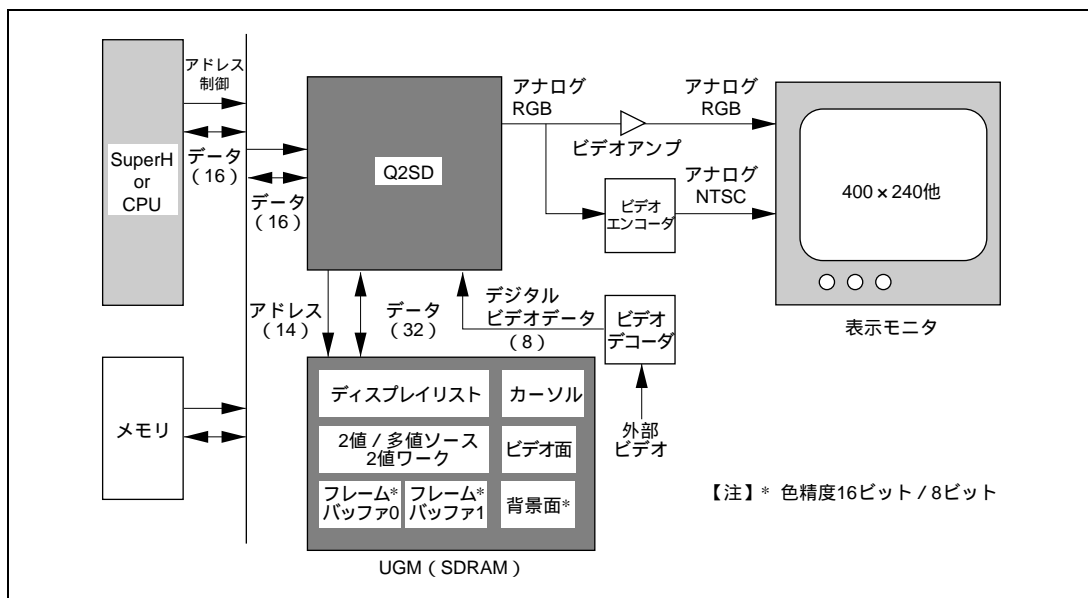 アドレス
制御
SuperH
or
CPU
データ
(16)
データ
(16)
Q2SD
アナログ
RGB
ビデオアンプ
アナログ
RGB
ビデオ
エンコーダ
アナログ
NTSC
400×240他
表示モニタ
アドレス
(14)
データ
(32)
デジタル
ビデオデータ
(8)
ビデオ
デコーダ
外部
ビデオ
メモリ
ディスプレイリスト
カーソル
2値/多値ソース
2値ワーク
ビデオ面
フレーム*
バッファ0
フレーム*
バッファ1
背景面*
UGM(SDRAM)
【注】* 色精度16ビット/8ビット